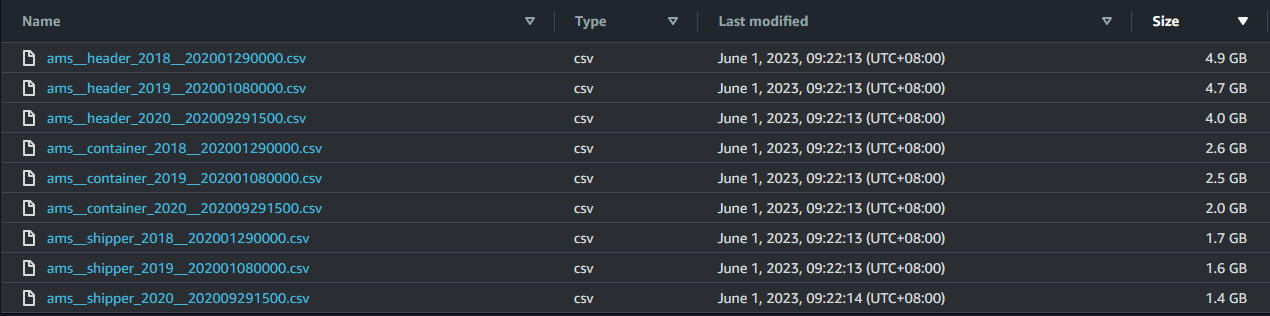 Name Type Last modified Size
ams__header_2018__202001290000.csv csv June 1, 2023, 09:22:13 (UTC+08:00) 4.9 GB
ams__header_2019__202001080000.csv csv June 1, 2023, 09:22:13 (UTC+08:00) 4.7 GB
ams__header_2020__202009291500.csv csv June 1, 2023, 09:22:13 (UTC+08:00) 4.0 GB
ams__container_2018__202001290000.csv csv June 1, 2023, 09:22:13 (UTC+08:00) 2.6 GB
ams__container_2019__202001080000.csv csv June 1, 2023, 09:22:13 (UTC+08:00) 2.5 GB
ams__container_2020__202009291500.csv csv June 1, 2023, 09:22:13 (UTC+08:00) 2.0 GB
ams__shipper_2018__202001290000.csv csv June 1, 2023, 09:22:13 (UTC+08:00) 1.7 GB
ams__shipper_2019__202001080000.csv csv June 1, 2023, 09:22:13 (UTC+08:00) 1.6 GB
ams__shipper_2020__202009291500.csv csv June 1, 2023, 09:22:14 (UTC+08:00) 1.4 GB